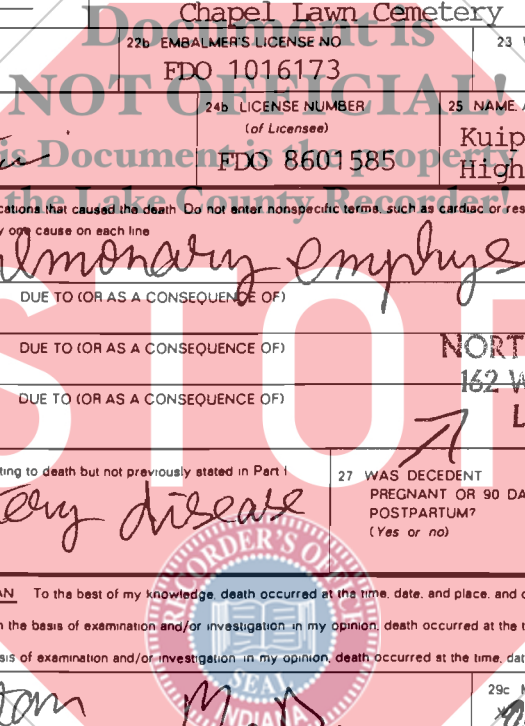 Chapel Lawn Cemetery
Document is
22b EMBALMER'S LICENSE NO
23
FDO 1016173
NOT OFFICIAL!
24b LICENSE NUMBER
(of Licensee)
25 NAME,
Kuip
is Document is the property
FDO 8601585
High
the Lake County Recorder!
cations that caused the death Do not enter nonspecific terms, such as cardiac or res
y one cause on each line
lmonary emphyse
DUE TO (OR AS A CONSEQUENCE OF)
STOP
DUE TO (OR AS A CONSEQUENCE OF)
NORT
162 W
DUE TO (OR AS A CONSEQUENCE OF)
L
ting to death but not previously stated in Part I
27 WAS DECEDENT
PREGNANT OR 90 DA
POSTPARTUM?
(Yes or no)
tery disease
RECORDER'S OFFICE
AN To the best of my knowledge, death occurred at the time, date, and place, and d
n the basis of examination and/or investigation in my opinion, death occurred at the t
sis of examination and/or investigation in my opinion, death occurred at the time, dat
SEAL
INDIANA
29c
M.D